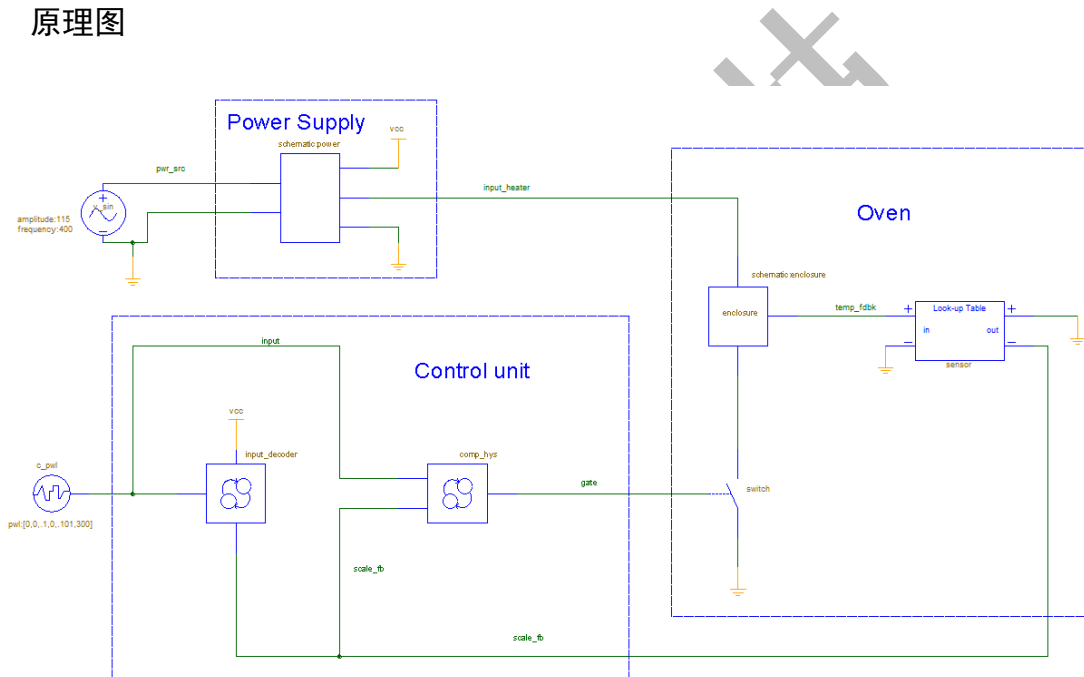 原理图
Power Supply
schematic power
vcc
pwr_src
input_heater
v_sin
amplitude:115
frequency:400
Oven
schematic:enclosure
enclosure
temp_fdbk
Look-up Table
in
out
sensor
input
Control unit
vcc
c_pwl
input_decoder
comp_hys
gate
switch
pwl:[0,0,.1,0,.101,300]
scale_fb
scale_fb